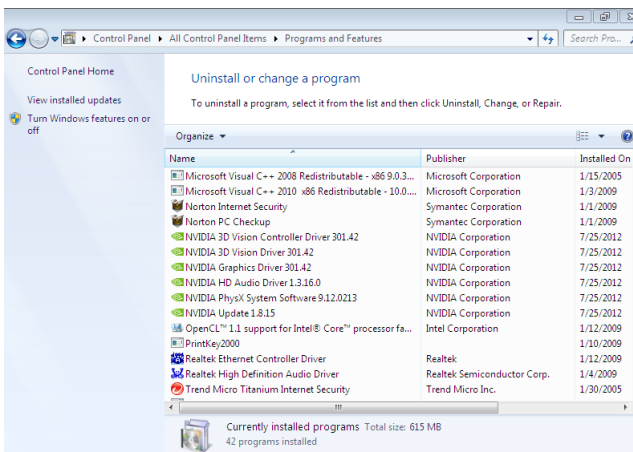 Control Panel ▸ All Control Panel Items ▸ Programs and Features
Search Pro...
Control Panel Home
View installed updates
Turn Windows features on or
off
Uninstall or change a program
To uninstall a program, select it from the list and then click Uninstall, Change, or Repair.
Organize
Name Publisher Installed On
Microsoft Visual C++ 2008 Redistributable - x86 9.0.3... Microsoft Corporation 1/15/2005
Microsoft Visual C++ 2010 x86 Redistributable - 10.0.... Microsoft Corporation 1/3/2009
Norton Internet Security Symantec Corporation 1/1/2009
Norton PC Checkup Symantec Corporation 1/1/2009
NVIDIA 3D Vision Controller Driver 301.42 NVIDIA Corporation 7/25/2012
NVIDIA 3D Vision Driver 301.42 NVIDIA Corporation 7/25/2012
NVIDIA Graphics Driver 301.42 NVIDIA Corporation 7/25/2012
NVIDIA HD Audio Driver 1.3.16.0 NVIDIA Corporation 7/25/2012
NVIDIA PhysX System Software 9.12.0213 NVIDIA Corporation 7/25/2012
NVIDIA Update 1.8.15 NVIDIA Corporation 7/25/2012
OpenCL™ 1.1 support for Intel® Core™ processor fa... Intel Corporation 1/12/2009
PrintKey2000 1/10/2009
Realtek Ethernet Controller Driver Realtek 1/12/2009
Realtek High Definition Audio Driver Realtek Semiconductor Corp. 1/4/2009
Trend Micro Titanium Internet Security Trend Micro Inc. 1/30/2005
Currently installed programs Total size: 615 MB
42 programs installed